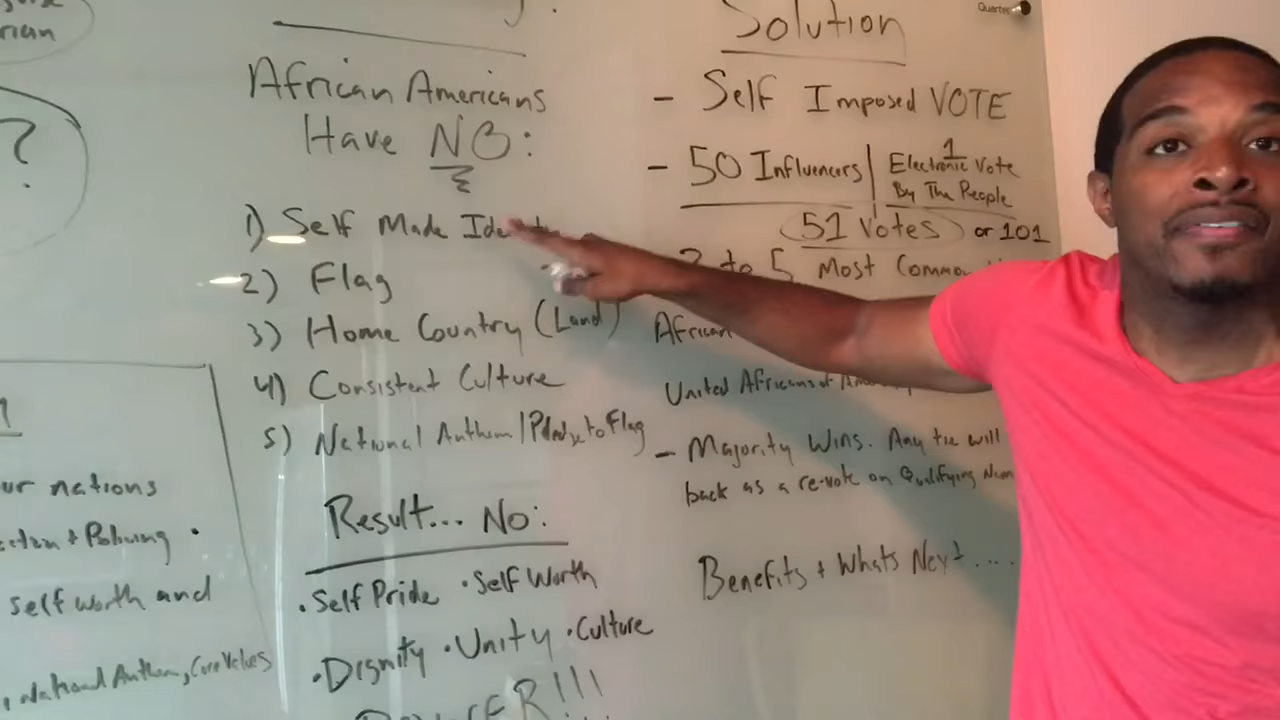 rian
?
ur nations
+ Policing
self worth and
National Anthem, Core Values
African Americans
Have NO:
1) Self Made
2) Flag
3) Home Country (Land)
4) Consistent Culture
5) National Anthem/Pledge to Flag
Result... No:
• Self Pride • Self Worth
• Dignity • Unity • Culture
Quartet
Solution
- Self Imposed VOTE
- 50 Influencers | 1 Electronic Vote
By The People
51 Votes or 101
to 5 Most
African
United Africans of
- Majority Wins. Any tie will
back as a re-vote on Qualifying
Benefits + Whats Next....